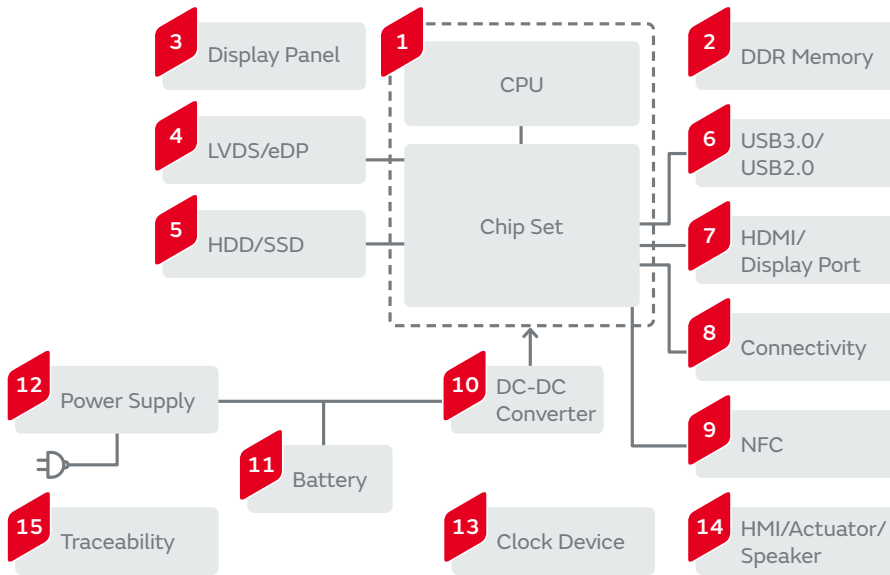 3
Display Panel
1
CPU
2
DDR Memory
4
LVDS/eDP
6
USB3.0/
USB2.0
5
HDD/SSD
Chip Set
7
HDMI/
Display Port
8
Connectivity
12
Power Supply
10
DC-DC
Converter
9
NFC
11
Battery
15
Traceability
13
Clock Device
14
HMI/Actuator/
Speaker